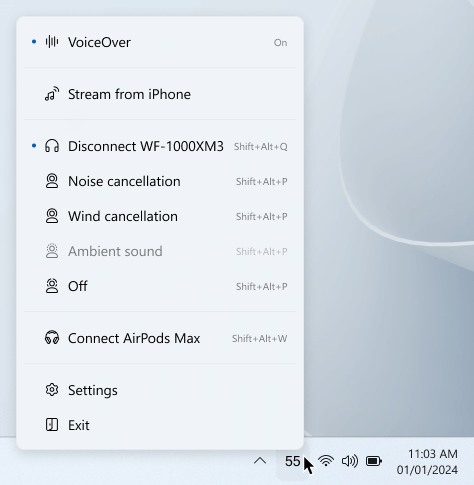 VoiceOver On
Stream from iPhone
Disconnect WF-1000XM3 Shift+Alt+Q
Noise cancellation Shift+Alt+P
Wind cancellation Shift+Alt+P
Ambient sound Shift+Alt+P
Off Shift+Alt+P
Connect AirPods Max Shift+Alt+W
Settings
Exit
55 11:03 AM
01/01/2024